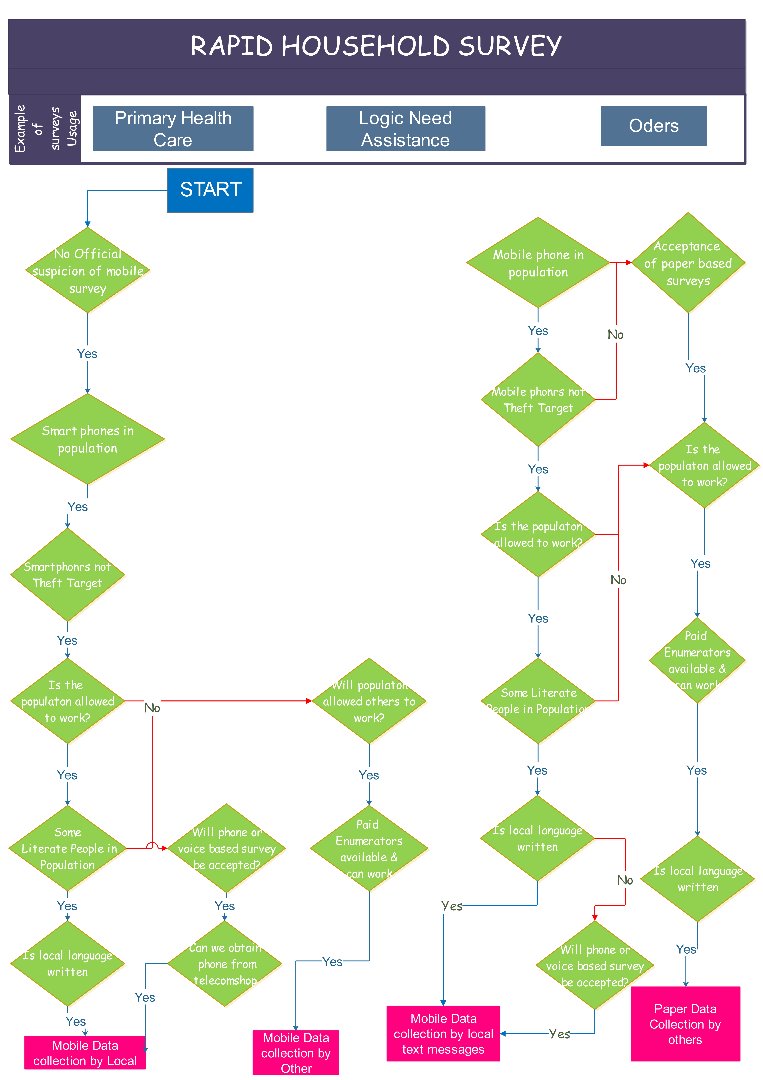 RAPID HOUSEHOLD SURVEY
Example
of
surveys
Usage
Primary Health
Care
Logic Need
Assistance
Oders
START
No Official
suspicion of mobile
survey
Yes
Smart phones in
population
Yes
Smartphonrs not
Theft Target
Yes
Is the
populaton allowed
to work?
No
Yes
Some
Literate People in
Population
Yes
Is local language
written
Yes
Mobile Data
collection by Local
Will phone or
voice based survey
be accepted?
Yes
Can we obtain
phone from
telecomshop
Yes
Will populaton
allowed others to
work?
Yes
Paid
Enumerators
available &
can work
Yes
Mobile Data
collection by
Other
Mobile phone in
population
Yes
No
Mobile phonrs not
Theft Target
Yes
Is the populaton
allowed to work?
Yes
No
Some Literate
People in Population
Yes
Is local language
written
Yes
No
Will phone or
voice based survey
be accepted?
Yes
Mobile Data
collection by local
text messages
Acceptance
of paper based
surveys
Yes
Is the
populaton allowed
to work?
Yes
Paid
Enumerators
available &
can work
Yes
Is local language
written
Yes
Paper Data
Collection by
others